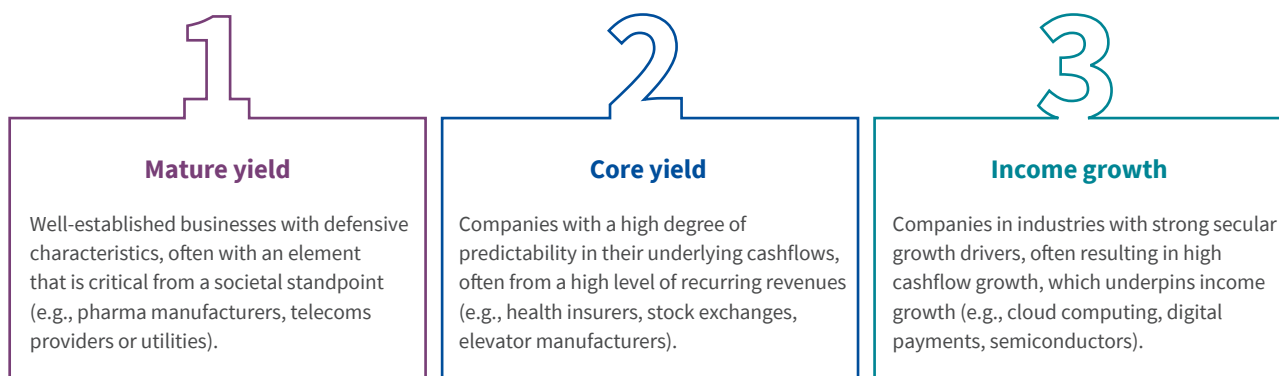 1
Mature yield
Well-established businesses with defensive
characteristics, often with an element
that is critical from a societal standpoint
(e.g., pharma manufacturers, telecoms
providers or utilities).
2
Core yield
Companies with a high degree of
predictability in their underlying cashflows,
often from a high level of recurring revenues
(e.g., health insurers, stock exchanges,
elevator manufacturers).
3
Income growth
Companies in industries with strong secular
growth drivers, often resulting in high
cashflow growth, which underpins income
growth (e.g., cloud computing, digital
payments, semiconductors).